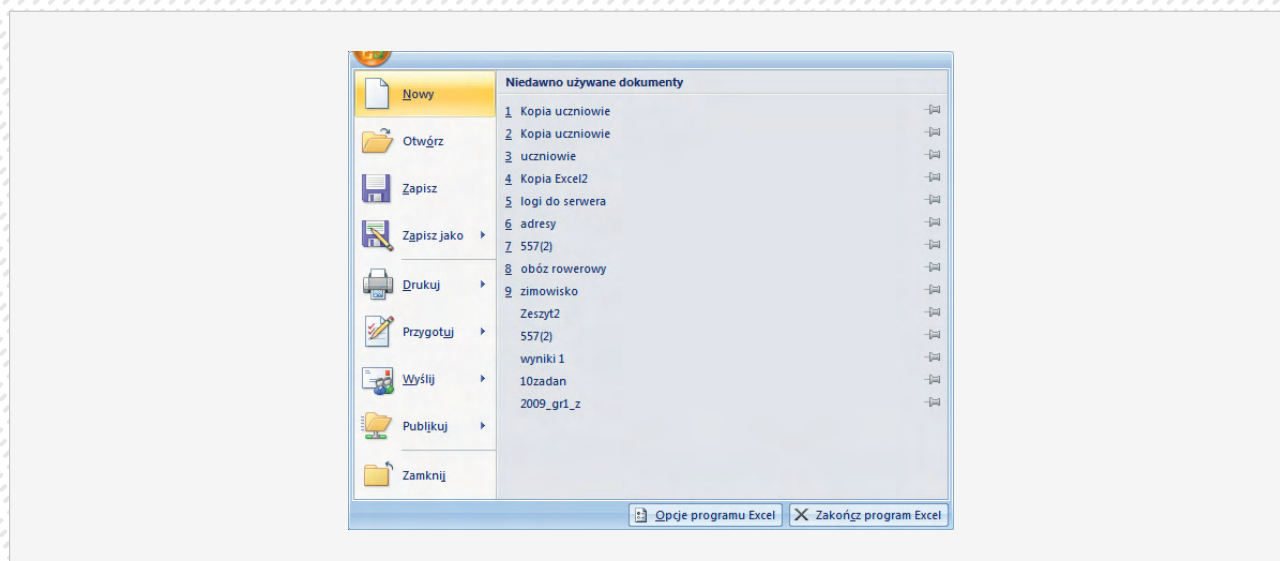 Nowy
Otwórz
Zapisz
Zapisz jako
Drukuj
Przygotuj
Wyślij
Publikuj
Zamknij
Niedawno używane dokumenty
1 Kopia uczniowie
2 Kopia uczniowie
3 uczniowie
4 Kopia Excel2
5 logi do serwera
6 adresy
7 557(2)
8 obóz rowerowy
9 zimowisko
Zeszyt2
557(2)
wyniki 1
10zadan
2009_gr1_z
Opcje programu Excel
Zakończ program Excel